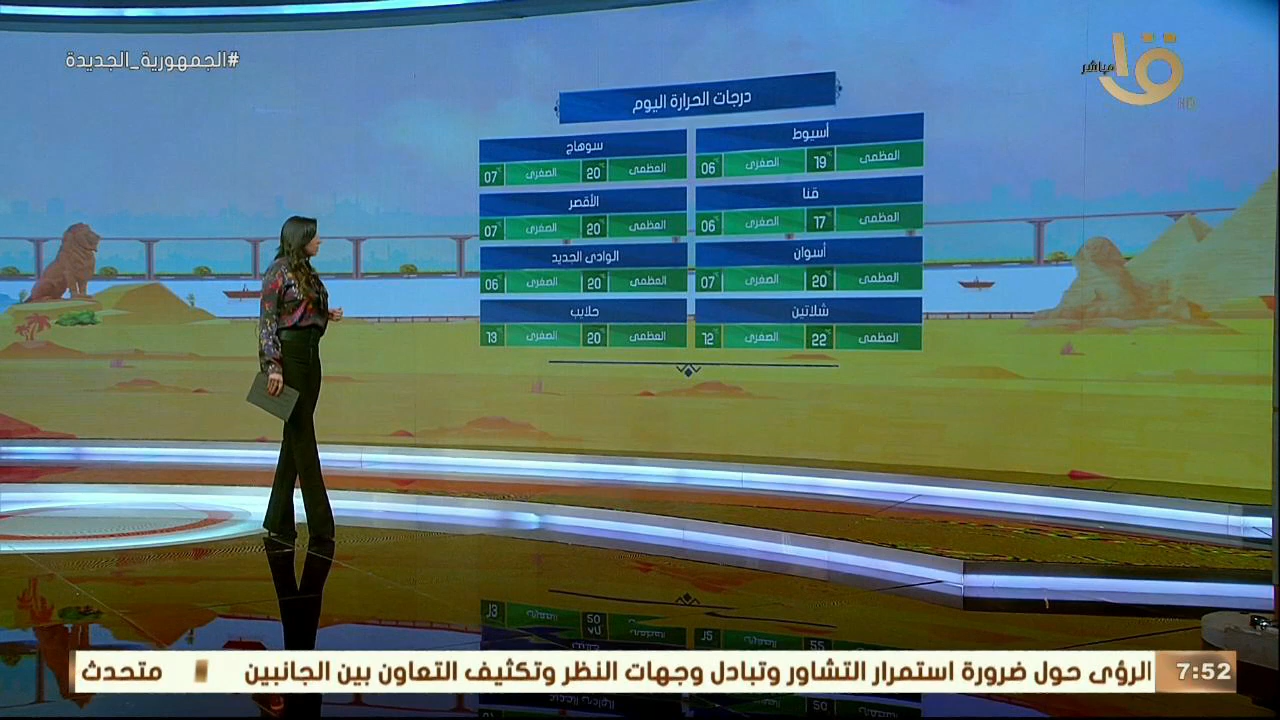 #الجمهورية_الجديدة
مباشر
HD
درجات الحرارة اليوم
أسيوط
العظمى 19 الصغرى 06
سوهاج
العظمى 20 الصغرى 07
قنا
العظمى 17 الصغرى 06
الأقصر
العظمى 20 الصغرى 07
أسوان
العظمى 20 الصغرى 07
الوادى الجديد
العظمى 20 الصغرى 06
شلاتين
العظمى 22 الصغرى 12
حلايب
العظمى 20 الصغرى 13
7:52 الرؤى حول ضرورة استمرار التشاور وتبادل وجهات النظر وتكثيف التعاون بين الجانبين متحدث